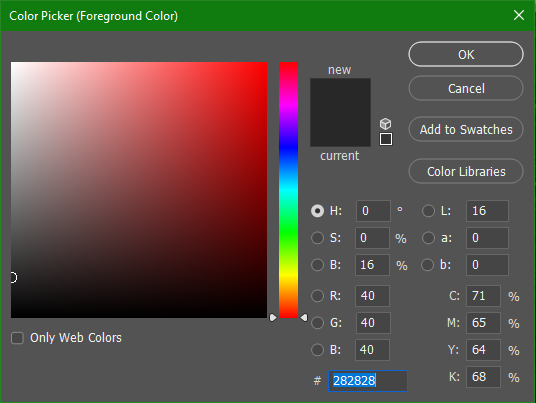 Color Picker (Foreground Color)
new
current
OK
Cancel
Add to Swatches
Color Libraries
H: 0 °
S: 0 %
B: 16 %
R: 40
G: 40
B: 40
# 282828
L: 16
a: 0
b: 0
C: 71 %
M: 65 %
Y: 64 %
K: 68 %
Only Web Colors